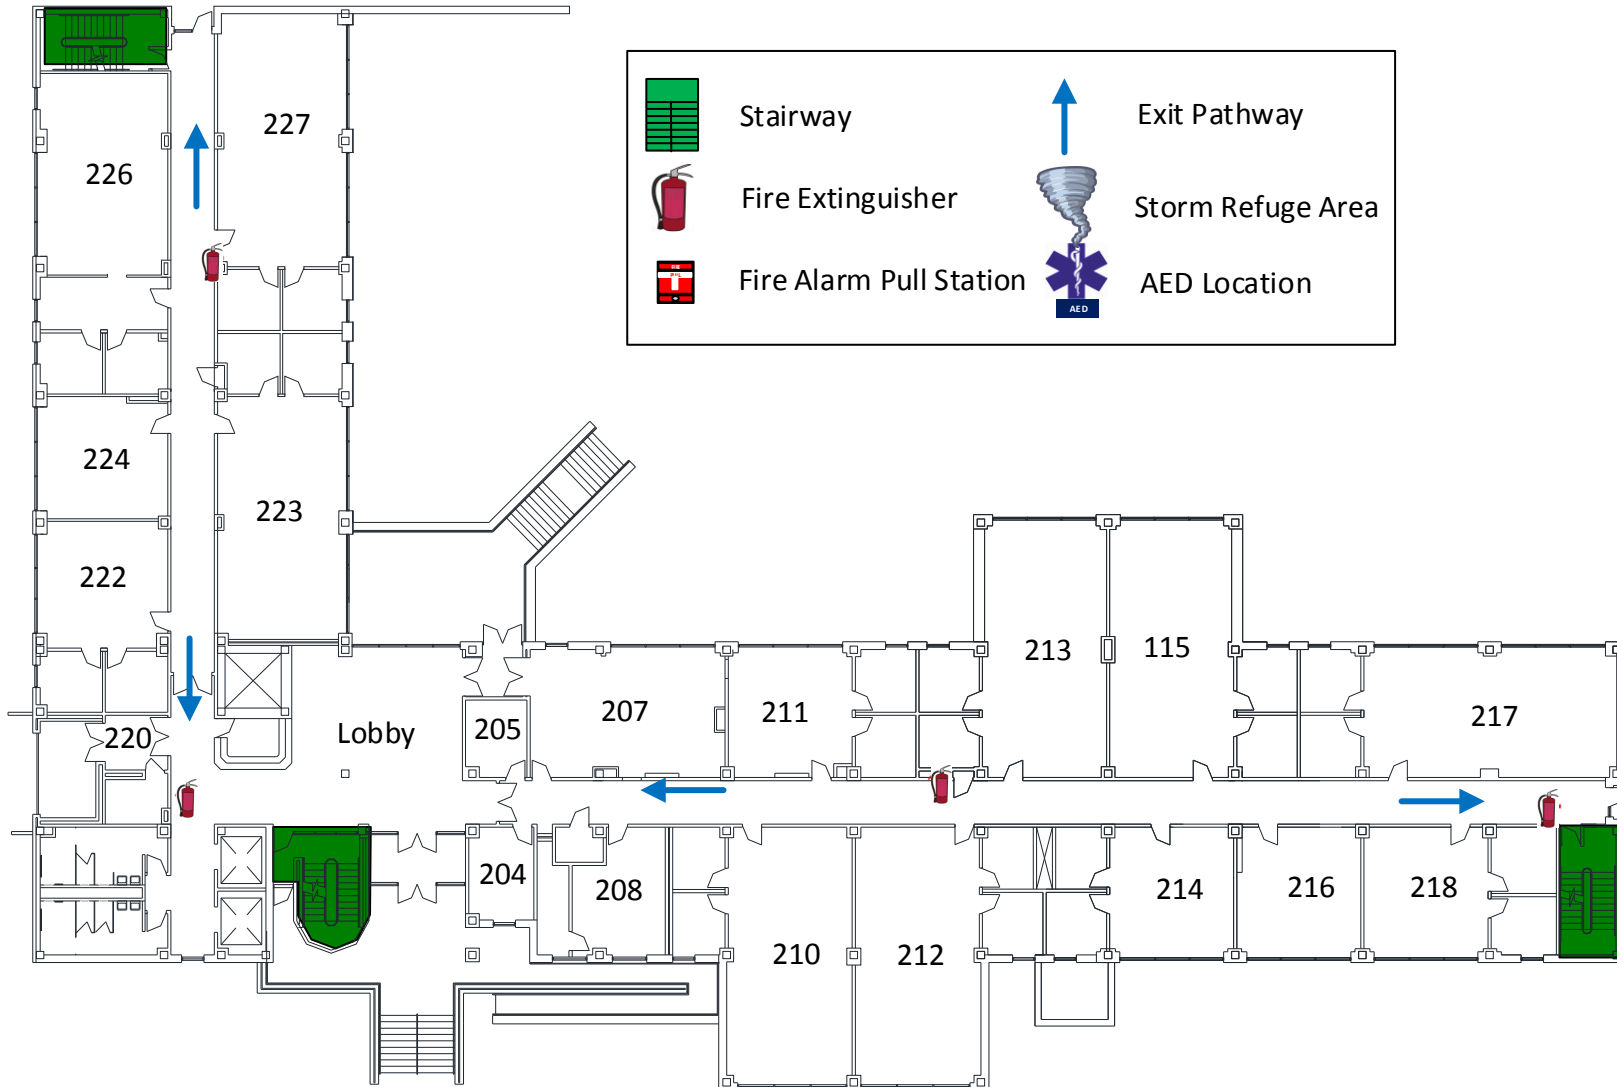 227
226
Stairway
Exit Pathway
Fire Extinguisher
Storm Refuge Area
Fire Alarm Pull Station
AED Location
AED
224
223
222
220
Lobby
205
207
211
213
115
217
204
208
210
212
214
216
218